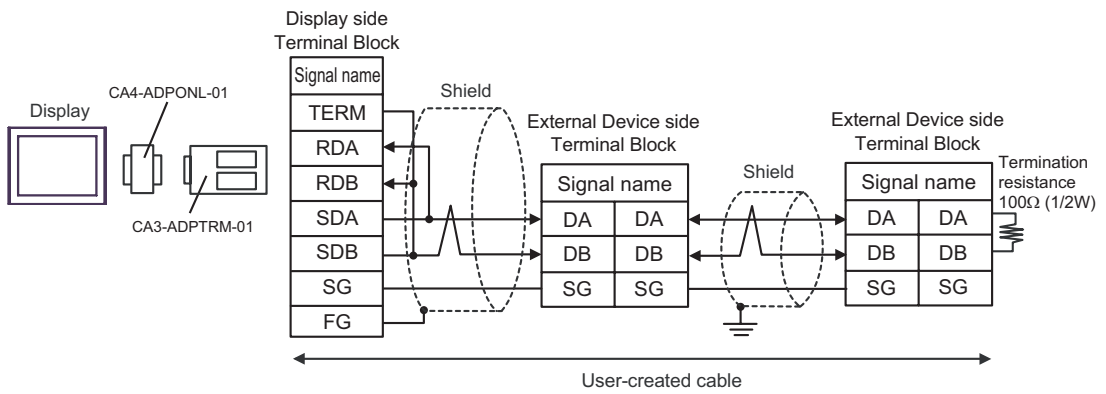 Display
CA4-ADPONL-01
CA3-ADPTRM-01
Display side
Terminal Block
Signal name
TERM
RDA
RDB
SDA
SDB
SG
FG
Shield
External Device side
Terminal Block
Signal name
DA DA
DB DB
SG SG
Shield
External Device side
Terminal Block
Signal name
DA DA
DB DB
SG SG
Termination
resistance
100Ω (1/2W)
User-created cable